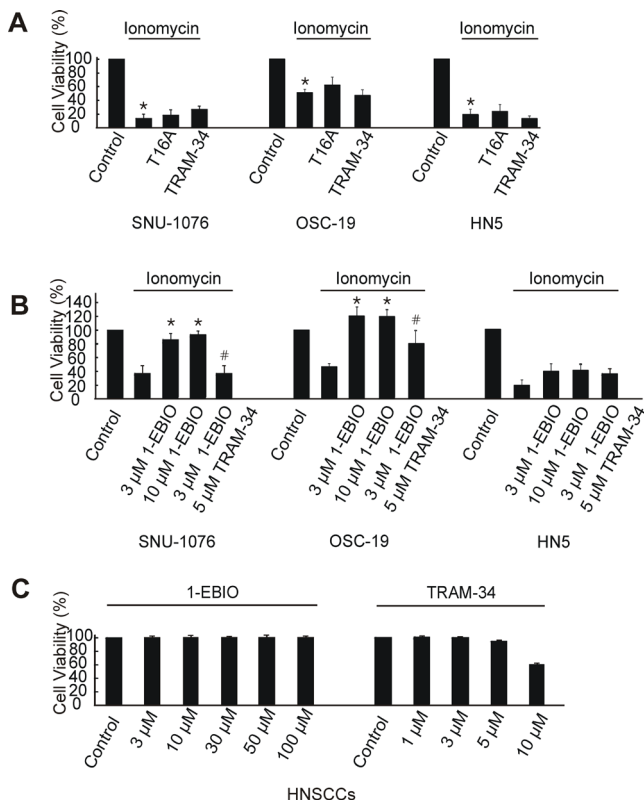 A
Ionomycin Ionomycin Ionomycin
Cell Viability (%)
100
80
60
40
20
0
* * *
Control T16A TRAM-34 Control T16A TRAM-34 Control T16A TRAM-34
SNU-1076 OSC-19 HN5
B
Ionomycin Ionomycin Ionomycin
Cell Viability (%)
140
120
100
80
60
40
20
0
* * # * * #
Control 3 µM 1-EBIO 10 µM 1-EBIO 3 µM 1-EBIO 5 µM TRAM-34 Control 3 µM 1-EBIO 10 µM 1-EBIO 3 µM 1-EBIO 5 µM TRAM-34 Control 3 µM 1-EBIO 10 µM 1-EBIO 3 µM 1-EBIO 5 µM TRAM-34
SNU-1076 OSC-19 HN5
C
1-EBIO TRAM-34
Cell Viability (%)
100
80
60
40
20
0
Control 3 µM 10 µM 30 µM 50 µM 100 µM Control 1 µM 3 µM 5 µM 10 µM
HNSCCs